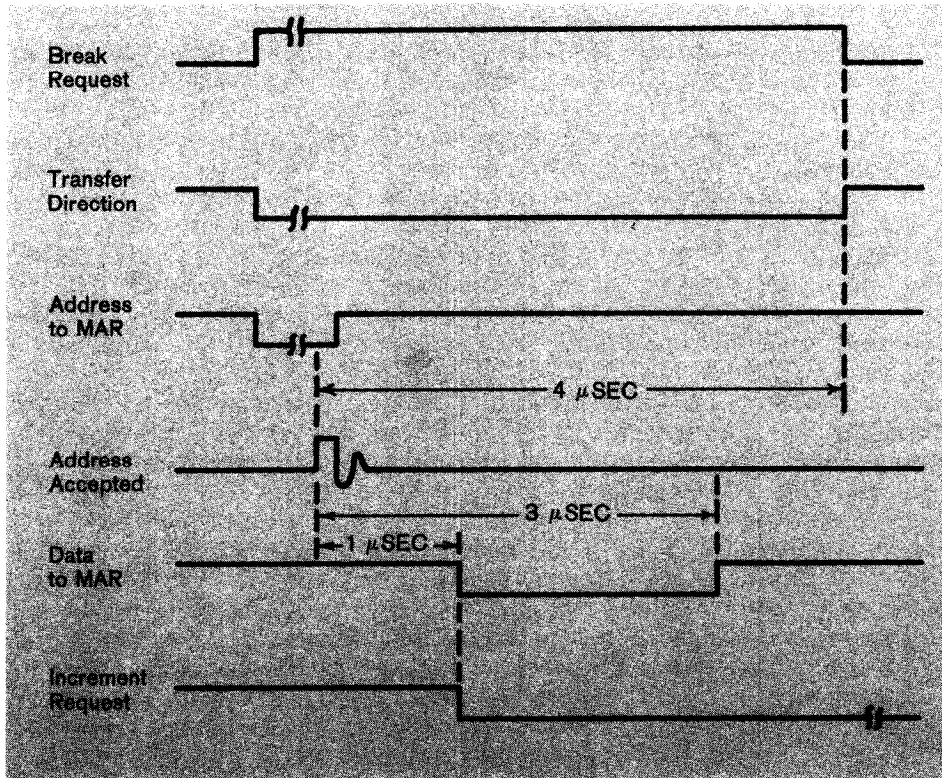 Break
Request
Transfer
Direction
Address
to MAR
4 μSEC
Address
Accepted
3 μSEC
1 μSEC
Data
to MAR
Increment
Request